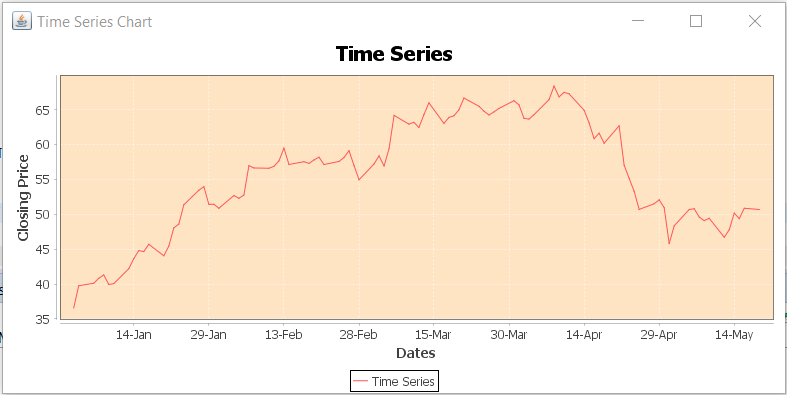 Time Series Chart
Time Series
65
60
55
50
45
40
35
Closing Price
14-Jan 29-Jan 13-Feb 28-Feb 15-Mar 30-Mar 14-Apr 29-Apr 14-May
Dates
Time Series